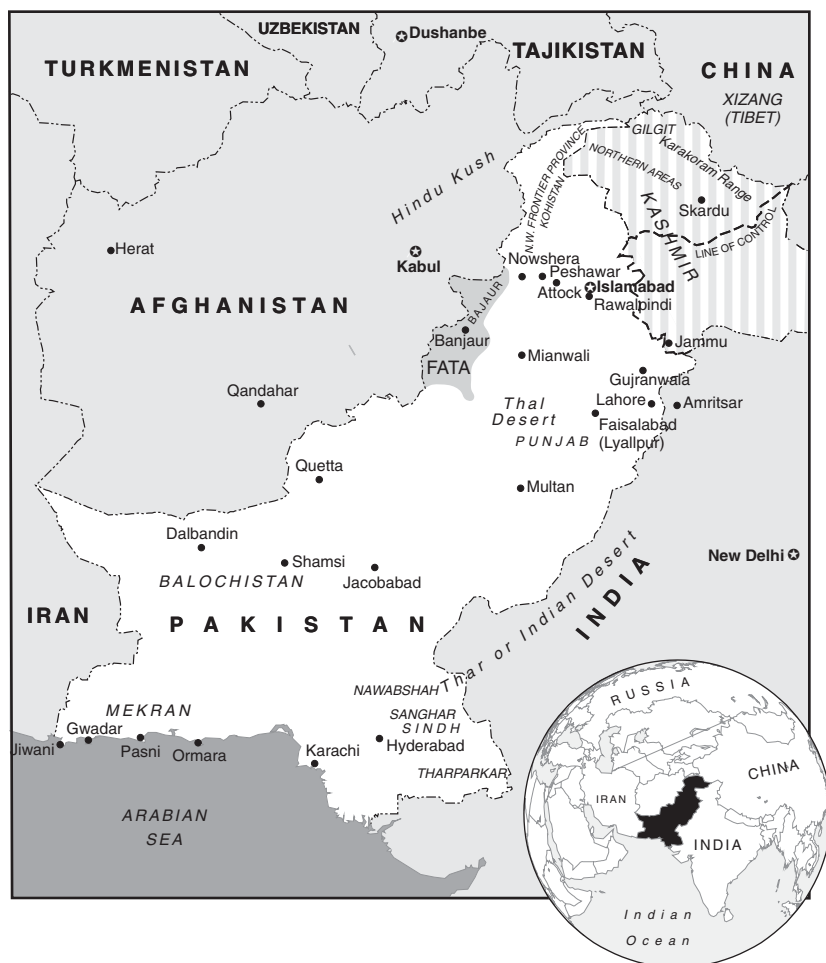 UZBEKISTAN
Dushanbe
TURKMENISTAN
TAJIKISTAN
CHINA
XIZANG
(TIBET)
Hindu Kush
N.W. FRONTIER PROVINCE
KOHISTAN
GILGIT
Karakoram Range
NORTHERN AREAS
Skardu
KASHMIR
LINE OF CONTROL
Herat
Kabul
Nowshera
Peshawar
Attock
Islamabad
Rawalpindi
AFGHANISTAN
BAJAUR
Banjaur
FATA
Mianwali
Jammu
Gujranwala
Qandahar
Thal
Desert
Lahore
Amritsar
Faisalabad
(Lyallpur)
PUNJAB
Quetta
Multan
Dalbandin
Shamsi
Jacobabad
New Delhi
BALOCHISTAN
IRAN
PAKISTAN
Thar or Indian Desert
INDIA
MEKRAN
NAWABSHAH
SANGHAR
SINDH
Jiwani
Gwadar
Pasni
Ormara
Karachi
Hyderabad
THARPARKAR
ARABIAN
SEA
RUSSIA
CHINA
IRAN
INDIA
Indian
Ocean